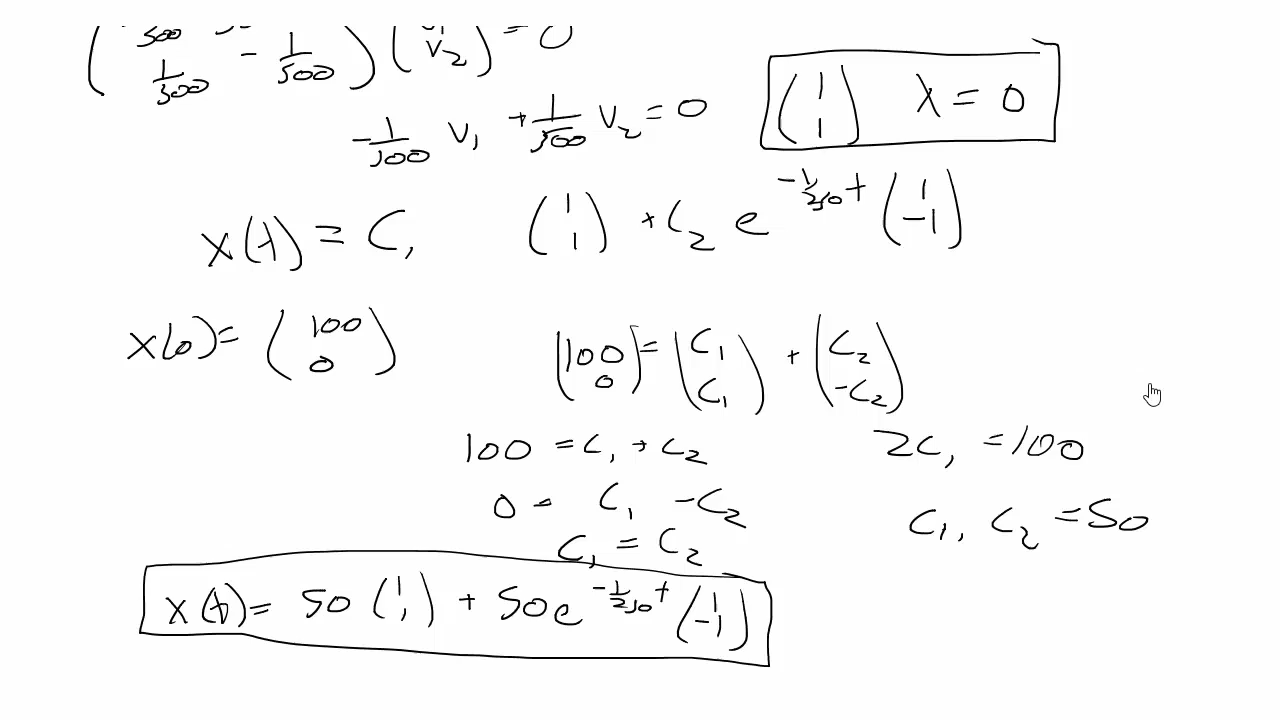 500
(1/500 - 1/500) (v2) = 0
-1/500 v1 + 1/500 v2 = 0
(1 1) λ = 0
x(t) = C1 (1 1) + C2 e^(-1/250 t) (1 -1)
x(0) = (100 0)
(100 0) = (C1 C1) + (C2 -C2)
100 = C1 + C2
2C1 = 100
0 = C1 - C2
C1, C2 = 50
C1 = C2
x(t) = 50 (1 1) + 50e^(-1/250 t) (1 -1)